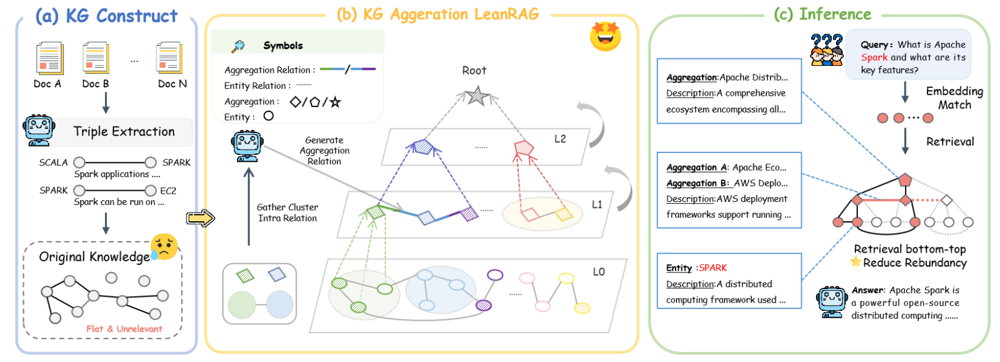 (a) KG Construct
Doc A
Doc B
...
Doc N
Triple Extraction
SCALA
SPARK
Spark applications ....
SPARK
EC2
Spark can be run on ...
Original Knowledge
Flat & Unrelevant
(b) KG Aggeration LeanRAG
Symbols
Aggregation Relation : /
Entity Relation :
Aggregation : / /
Entity :
Generate
Aggregation
Relation
Gather Cluster
Intra Relation
Root
......
L2
......
L1
......
L0
(c) Inference
Query: What is Apache
Spark and what are its
key features?
Embedding
Match
...
Retrieval
Aggregation:Apache Distrib...
Description:A comprehensive
ecosystem encompassing all...
Aggregation A: Apache Eco...
Aggregation B: AWS Deplo...
Description:AWS deployment
frameworks support running ...
Entity :SPARK
Description:A distributed
computing framework used ...
Retrieval bottom-top
Reduce Rebundancy
AI
AI
AI
Answer: Apache Spark is
a powerful open-source
distributed computing ......